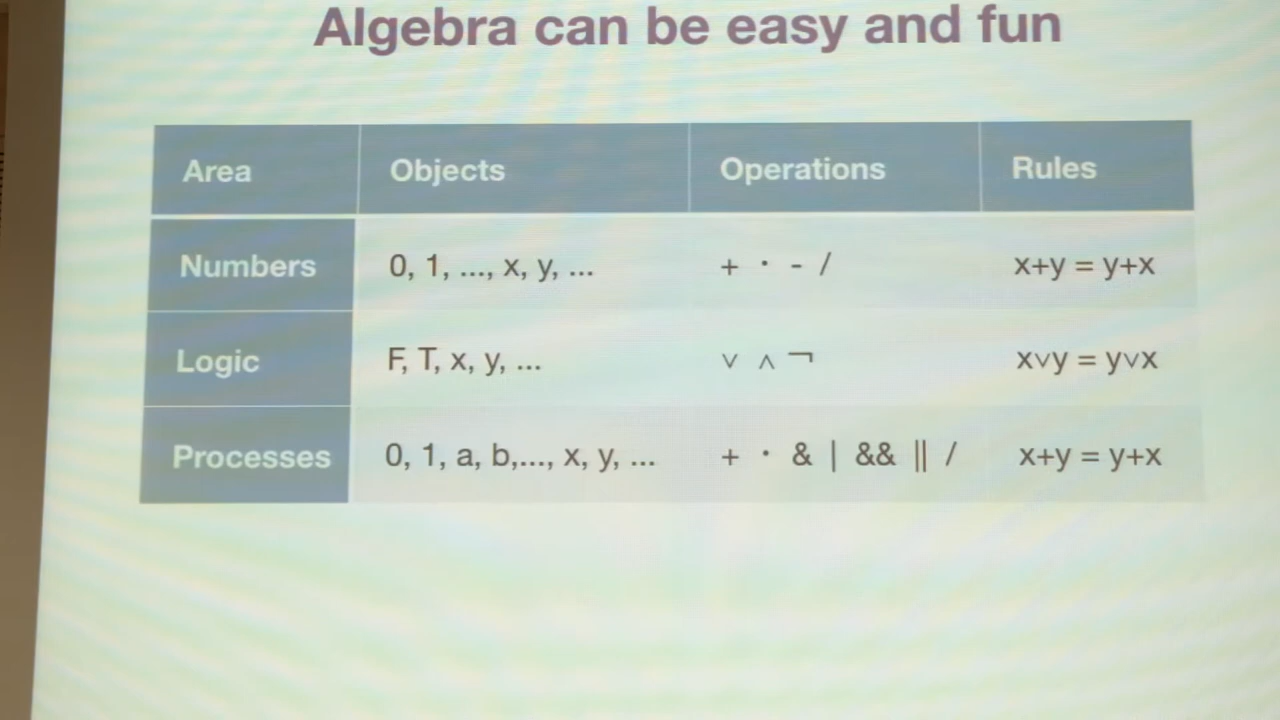 Algebra can be easy and fun
Area Objects Operations Rules
Numbers 0, 1, ..., x, y, ... + · - / x+y = y+x
Logic F, T, x, y, ... ∨ ∧ ¬ x∨y = y∨x
Processes 0, 1, a, b,..., x, y, ... + · & | && || / x+y = y+x